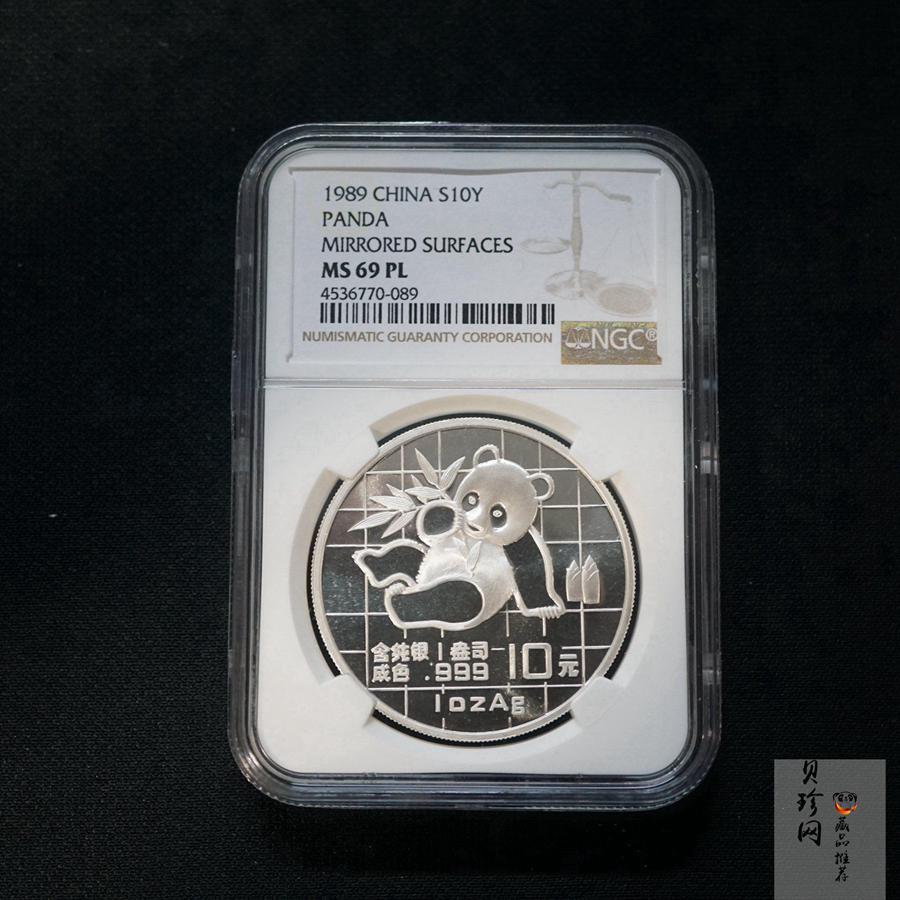 1989 CHINA S10Y
PANDA
MIRRORED SURFACES
MS 69 PL
4536770-089
NUMISMATIC GUARANTY CORPORATION
NGC®
含纯银1盎司
成色 .999 10元
1ozAg
贝珍网
藏品推荐